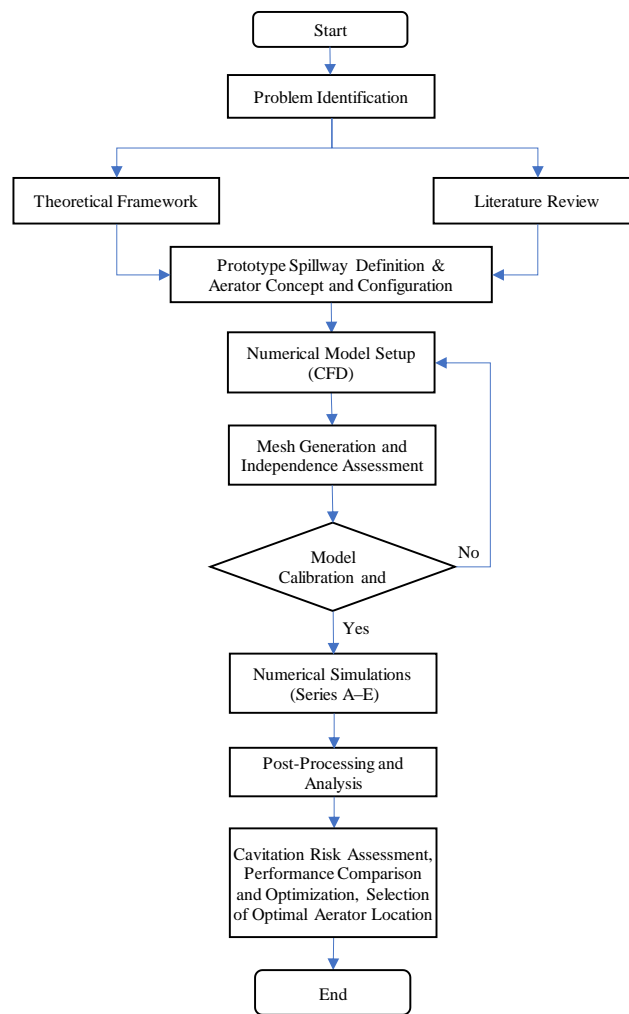 Start
Problem Identification
Theoretical Framework
Literature Review
Prototype Spillway Definition &
Aerator Concept and Configuration
Numerical Model Setup
(CFD)
Mesh Generation and
Independence Assessment
Model
Calibration and
No
Yes
Numerical Simulations
(Series A–E)
Post-Processing and
Analysis
Cavitation Risk Assessment,
Performance Comparison
and Optimization, Selection
of Optimal Aerator Location
End